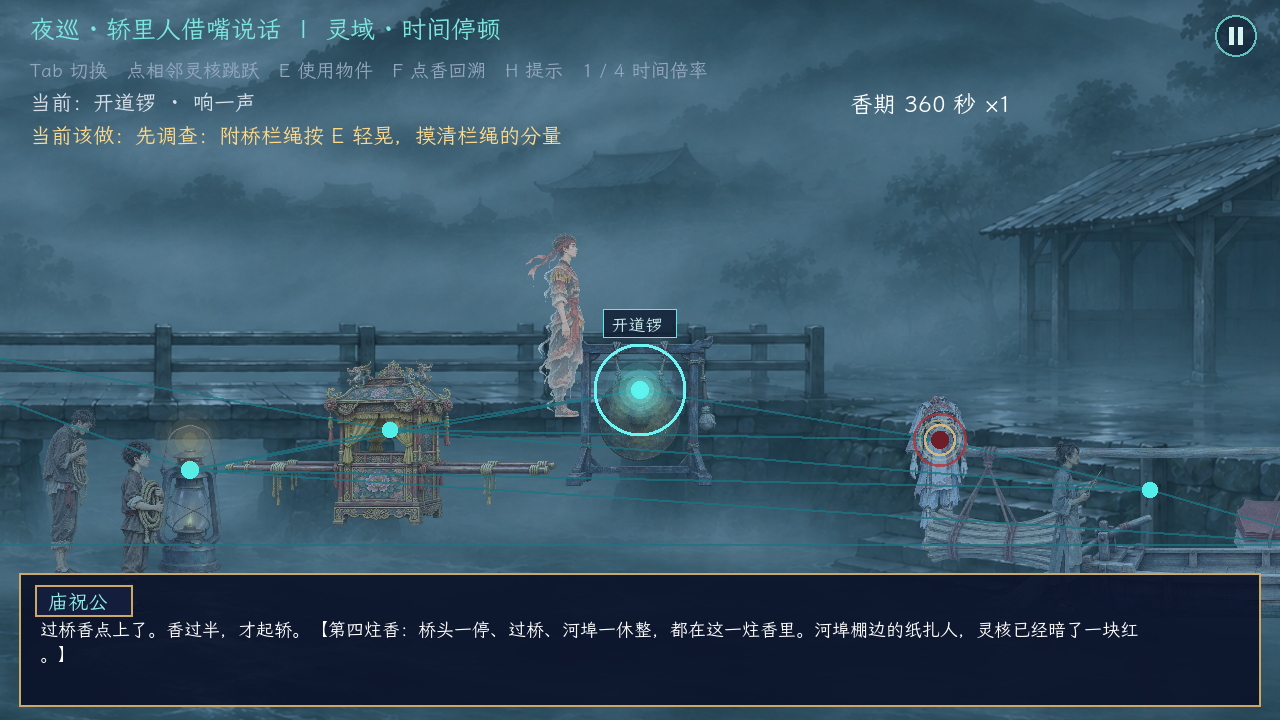 夜巡·轿里人借嘴说话 | 灵域·时间停顿
Tab 切换 点相邻灵核跳跃 E 使用物件 F 点香回溯 H 提示 1 / 4 时间倍率
当前：开道锣 · 响一声
香期 360 秒 ×1
当前该做：先调查：附桥栏绳按 E 轻晃，摸清栏绳的分量
开道锣
庙祝公
过桥香点上了。香过半，才起轿。【第四炷香：桥头一停、过桥、河埠一休整，都在这一炷香里。河埠棚边的纸扎人，灵核已经暗了一块红
。】